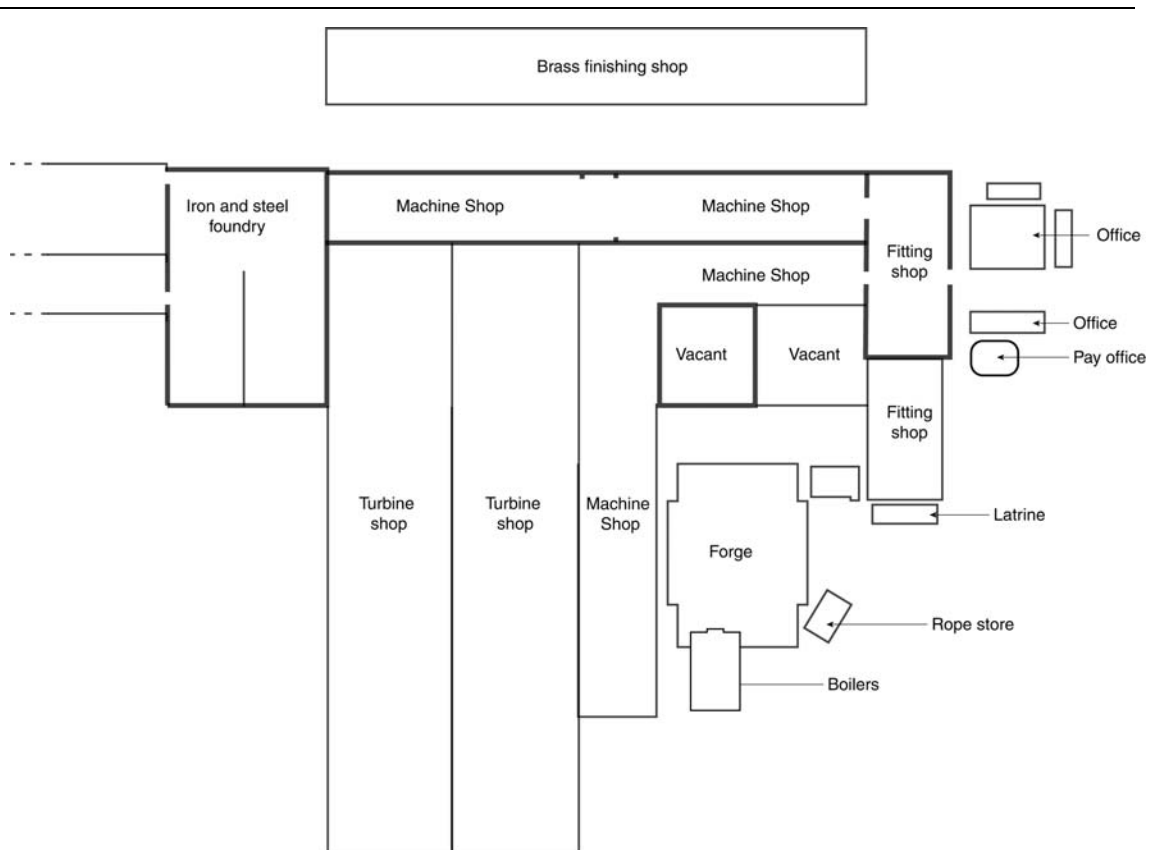 Brass finishing shop
Iron and steel
foundry
Machine Shop
Machine Shop
Office
Fitting
shop
Machine Shop
Office
Vacant
Vacant
Pay office
Fitting
shop
Turbine
shop
Turbine
shop
Machine
Shop
Latrine
Forge
Rope store
Boilers